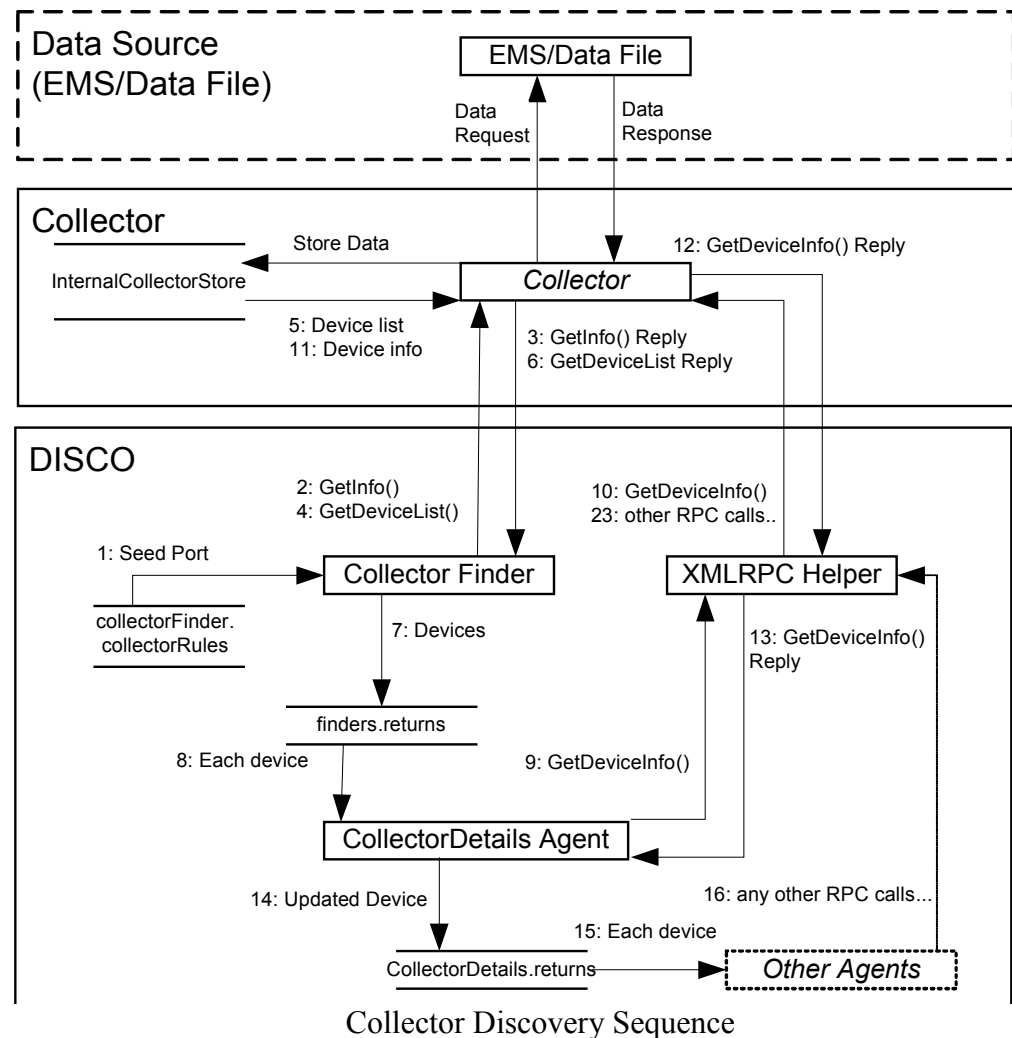 Data Source
(EMS/Data File)
EMS/Data File
Data
Request
Data
Response
Collector
Store Data
12: GetDeviceInfo() Reply
InternalCollectorStore
Collector
5: Device list
11: Device info
3: GetInfo() Reply
6: GetDeviceList Reply
DISCO
2: GetInfo()
4: GetDeviceList()
10: GetDeviceInfo()
23: other RPC calls..
1: Seed Port
Collector Finder
XMLRPC Helper
collectorFinder.
collectorRules
7: Devices
13: GetDeviceInfo()
Reply
finders.returns
8: Each device
9: GetDeviceInfo()
CollectorDetails Agent
14: Updated Device
16: any other RPC calls...
15: Each device
CollectorDetails.returns
Other Agents
Collector Discovery Sequence